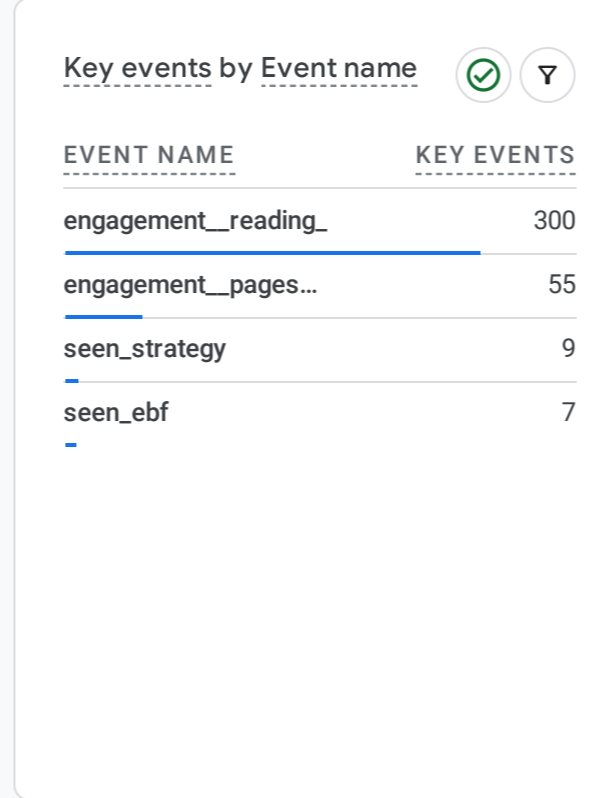 Key events by Event name
EVENT NAME KEY EVENTS
engagement__reading_ 300
engagement__pages... 55
seen_strategy 9
seen_ebf 7